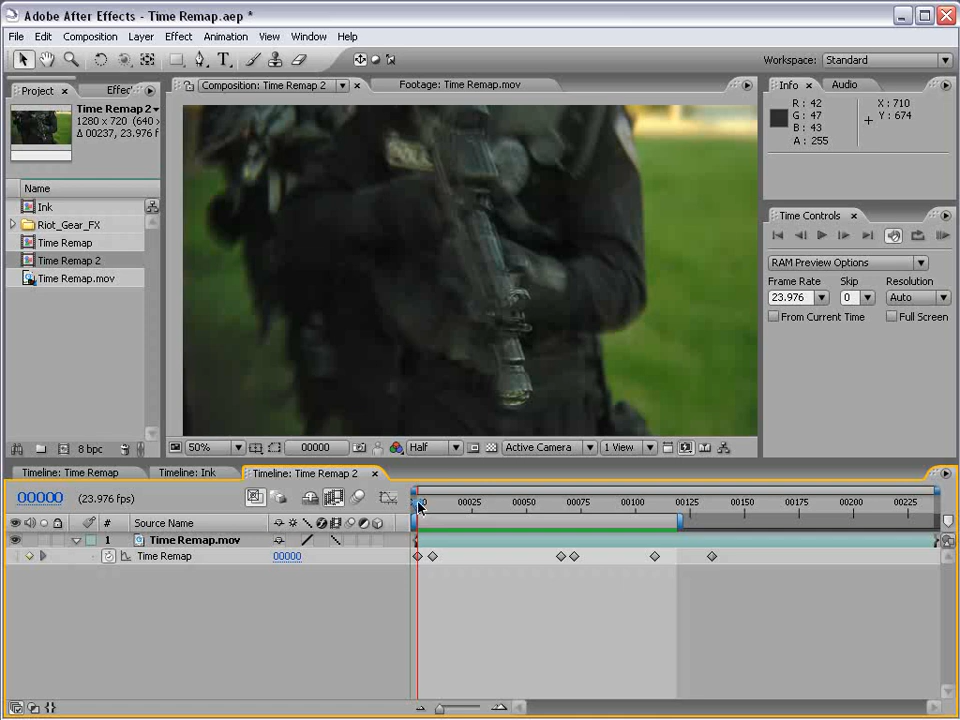 Adobe After Effects - Time Remap.aep *
File Edit Composition Layer Effect Animation View Window Help
Workspace: Standard
Project Effec
Time Remap 2
1280 x 720 (640 x
Δ 00237, 23.976 f
Name
Ink
Riot_Gear_FX
Time Remap
Time Remap 2
Time Remap.mov
8 bpc
Composition: Time Remap 2
Footage: Time Remap.mov
50% 00000 Half Active Camera 1 View
Info Audio
R : 42
G : 47
B : 43
A : 255
X : 710
Y : 674
Time Controls
RAM Preview Options
Frame Rate Skip Resolution
23.976 0 Auto
From Current Time Full Screen
Timeline: Time Remap Timeline: Ink Timeline: Time Remap 2
00000 (23.976 fps)
00025 00050 00075 00100 00125 00150 00175 00200 00225
# Source Name
1 Time Remap.mov
Time Remap 00000